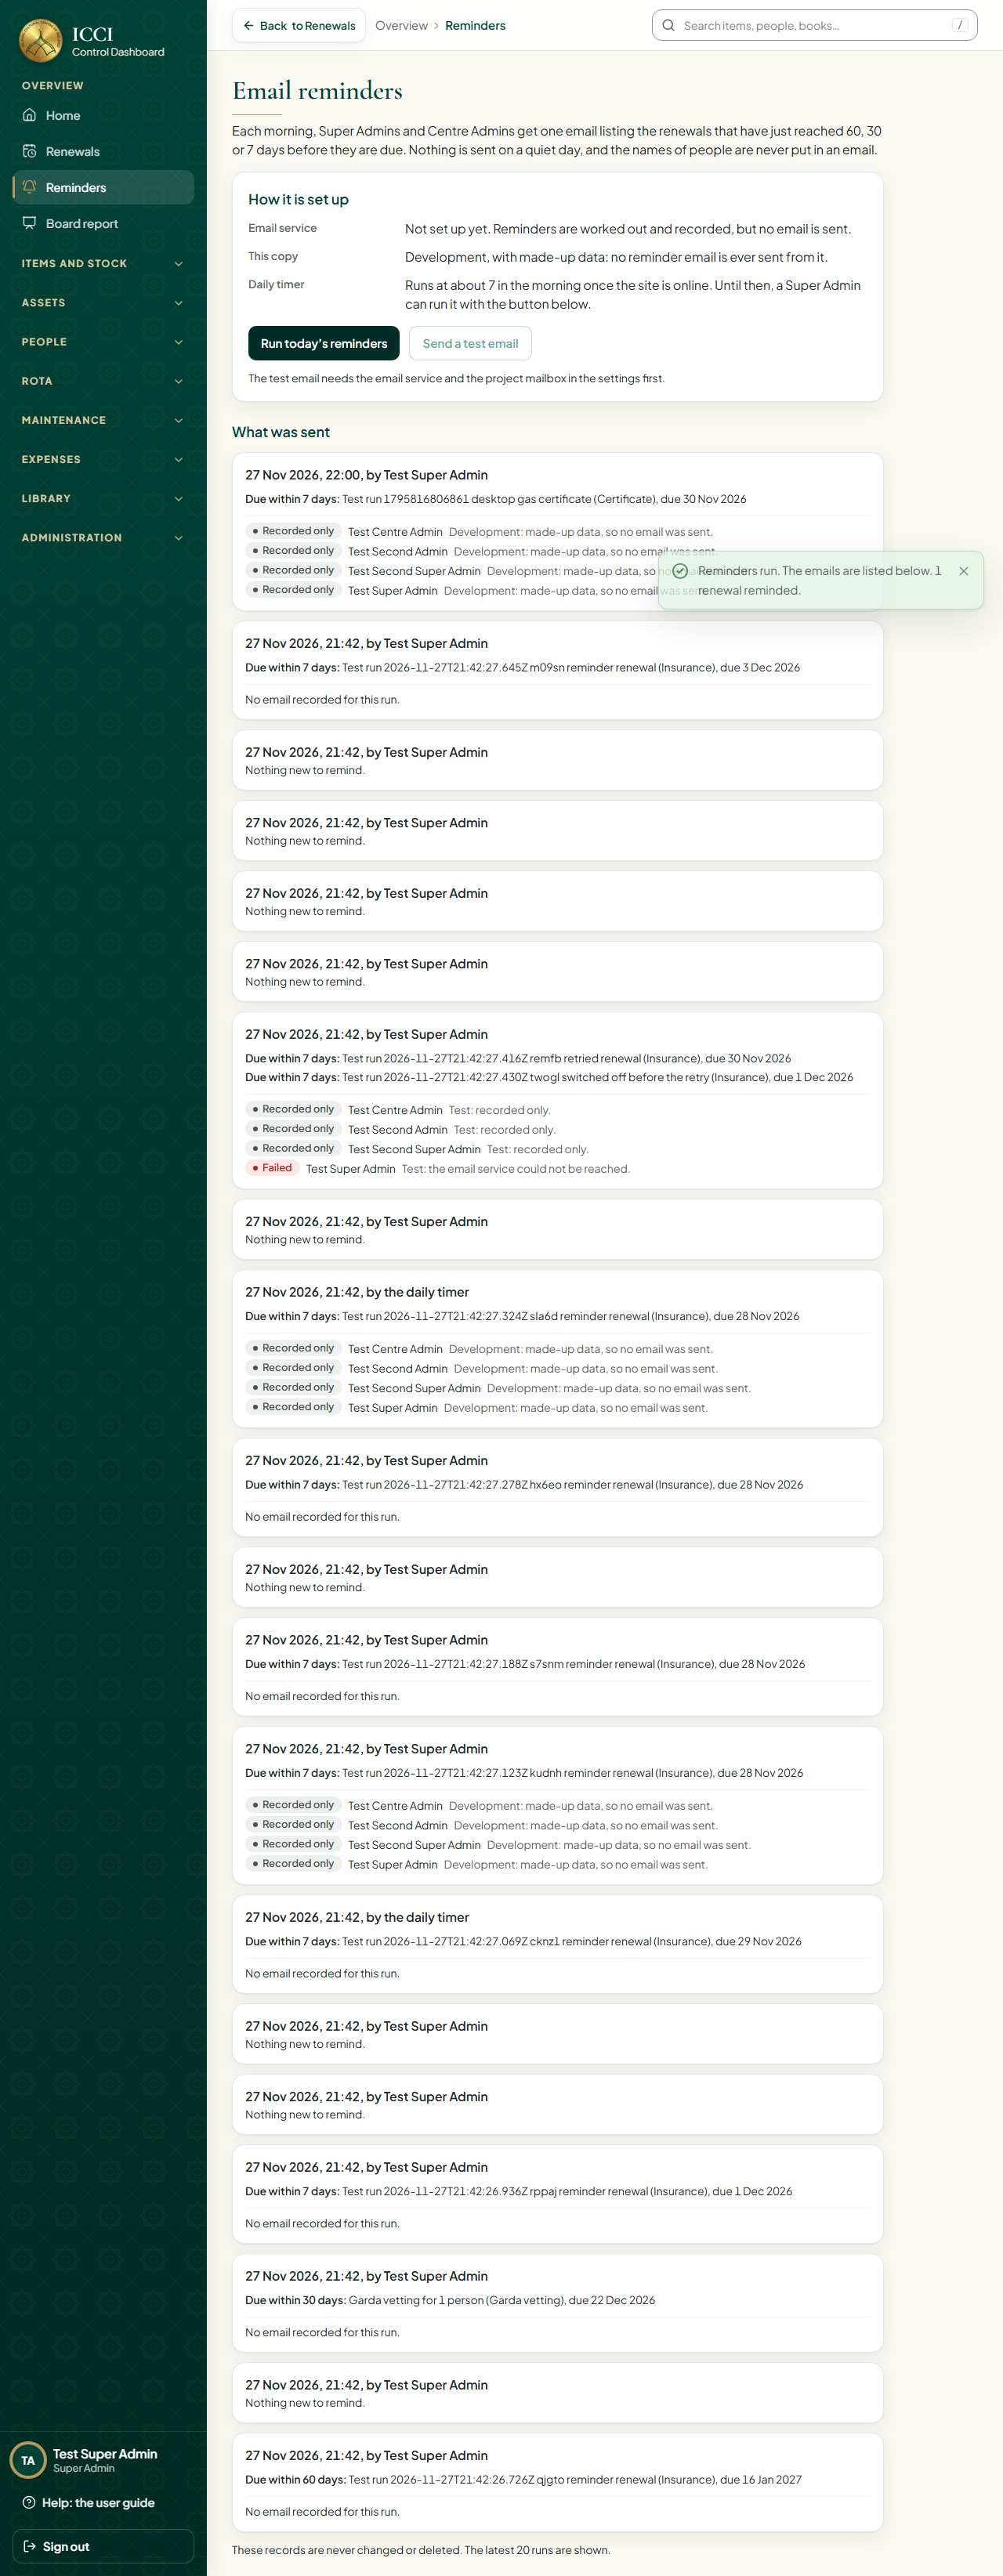 ICCI
Control Dashboard
OVERVIEW
Home
Renewals
Reminders
Board report
ITEMS AND STOCK
ASSETS
PEOPLE
ROTA
MAINTENANCE
EXPENSES
LIBRARY
ADMINISTRATION
TA
Test Super Admin
Super Admin
Help: the user guide
Sign out
Back to Renewals
Overview > Reminders
Search items, people, books...
/
Email reminders
Each morning, Super Admins and Centre Admins get one email listing the renewals that have just reached 60, 30
or 7 days before they are due. Nothing is sent on a quiet day, and the names of people are never put in an email.
How it is set up
Email service
Not set up yet. Reminders are worked out and recorded, but no email is sent.
This copy
Development, with made-up data: no reminder email is ever sent from it.
Daily timer
Runs at about 7 in the morning once the site is online. Until then, a Super Admin
can run it with the button below.
Run today's reminders
Send a test email
The test email needs the email service and the project mailbox in the settings first.
What was sent
27 Nov 2026, 22:00, by Test Super Admin
Due within 7 days: Test run 1795816806861 desktop gas certificate (Certificate), due 30 Nov 2026
Recorded only Test Centre Admin Development: made-up data, so no email was sent.
Recorded only Test Second Admin Development: made-up data, so no email was sent.
Recorded only Test Second Super Admin Development: made-up data, so no email was sent.
Recorded only Test Super Admin Development: made-up data, so no email was sent.
Reminders run. The emails are listed below. 1
renewal reminded.
27 Nov 2026, 21:42, by Test Super Admin
Due within 7 days: Test run 2026-11-27T21:42:27.645Z m09sn reminder renewal (Insurance), due 3 Dec 2026
No email recorded for this run.
27 Nov 2026, 21:42, by Test Super Admin
Nothing new to remind.
27 Nov 2026, 21:42, by Test Super Admin
Nothing new to remind.
27 Nov 2026, 21:42, by Test Super Admin
Nothing new to remind.
27 Nov 2026, 21:42, by Test Super Admin
Nothing new to remind.
27 Nov 2026, 21:42, by Test Super Admin
Due within 7 days: Test run 2026-11-27T21:42:27.416Z remfb retried renewal (Insurance), due 30 Nov 2026
Due within 7 days: Test run 2026-11-27T21:42:27.430Z twogl switched off before the retry (Insurance), due 1 Dec 2026
Recorded only Test Centre Admin Test: recorded only.
Recorded only Test Second Admin Test: recorded only.
Recorded only Test Second Super Admin Test: recorded only.
Failed Test Super Admin Test: the email service could not be reached.
27 Nov 2026, 21:42, by Test Super Admin
Nothing new to remind.
27 Nov 2026, 21:42, by the daily timer
Due within 7 days: Test run 2026-11-27T21:42:27.324Z sla6d reminder renewal (Insurance), due 28 Nov 2026
Recorded only Test Centre Admin Development: made-up data, so no email was sent.
Recorded only Test Second Admin Development: made-up data, so no email was sent.
Recorded only Test Second Super Admin Development: made-up data, so no email was sent.
Recorded only Test Super Admin Development: made-up data, so no email was sent.
27 Nov 2026, 21:42, by Test Super Admin
Due within 7 days: Test run 2026-11-27T21:42:27.278Z hx6eo reminder renewal (Insurance), due 28 Nov 2026
No email recorded for this run.
27 Nov 2026, 21:42, by Test Super Admin
Nothing new to remind.
27 Nov 2026, 21:42, by Test Super Admin
Due within 7 days: Test run 2026-11-27T21:42:27.188Z s7snm reminder renewal (Insurance), due 28 Nov 2026
No email recorded for this run.
27 Nov 2026, 21:42, by Test Super Admin
Due within 7 days: Test run 2026-11-27T21:42:27.123Z kudnh reminder renewal (Insurance), due 28 Nov 2026
Recorded only Test Centre Admin Development: made-up data, so no email was sent.
Recorded only Test Second Admin Development: made-up data, so no email was sent.
Recorded only Test Second Super Admin Development: made-up data, so no email was sent.
Recorded only Test Super Admin Development: made-up data, so no email was sent.
27 Nov 2026, 21:42, by the daily timer
Due within 7 days: Test run 2026-11-27T21:42:27.069Z cknz1 reminder renewal (Insurance), due 29 Nov 2026
No email recorded for this run.
27 Nov 2026, 21:42, by Test Super Admin
Nothing new to remind.
27 Nov 2026, 21:42, by Test Super Admin
Nothing new to remind.
27 Nov 2026, 21:42, by Test Super Admin
Due within 7 days: Test run 2026-11-27T21:42:26.936Z rppaj reminder renewal (Insurance), due 1 Dec 2026
No email recorded for this run.
27 Nov 2026, 21:42, by Test Super Admin
Due within 30 days: Garda vetting for 1 person (Garda vetting), due 22 Dec 2026
No email recorded for this run.
27 Nov 2026, 21:42, by Test Super Admin
Nothing new to remind.
27 Nov 2026, 21:42, by Test Super Admin
Due within 60 days: Test run 2026-11-27T21:42:26.726Z qjgto reminder renewal (Insurance), due 16 Jan 2027
No email recorded for this run.
These records are never changed or deleted. The latest 20 runs are shown.